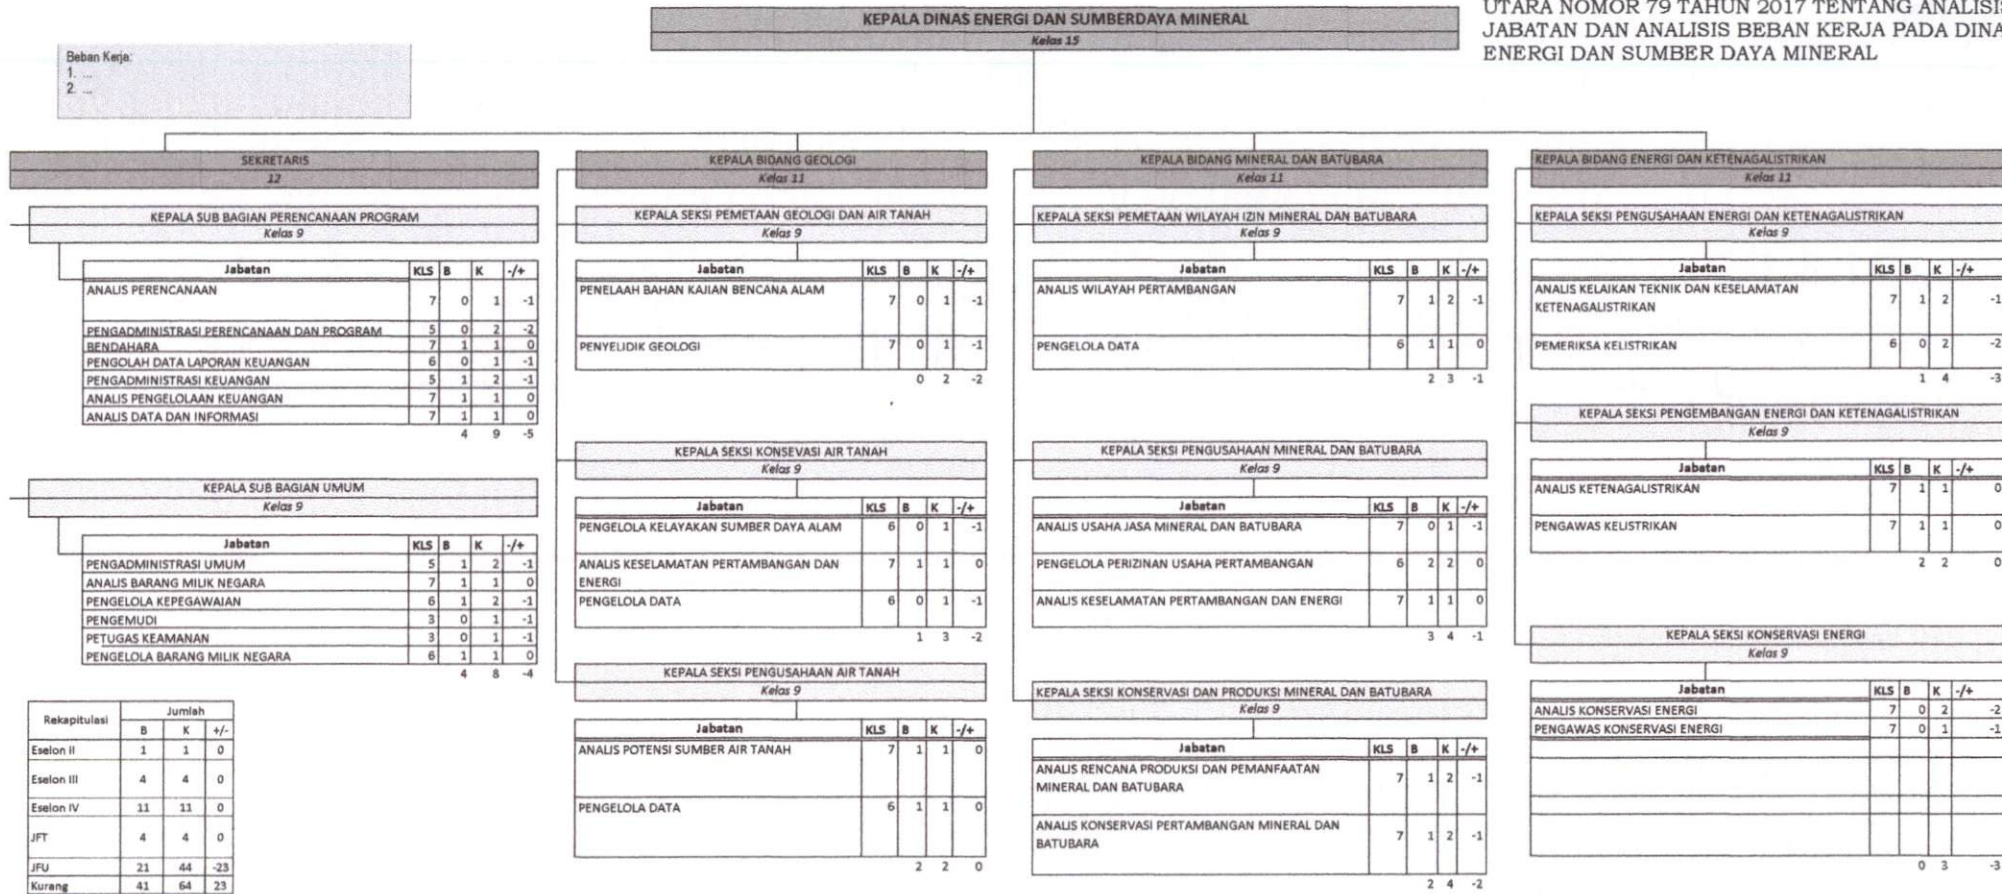 UTARA NOMOR 79 TAHUN 2017 TENTANG ANALISIS
JABATAN DAN ANALISIS BEBAN KERJA PADA DINA
ENERGI DAN SUMBER DAYA MINERAL
KEPALA DINAS ENERGI DAN SUMBERDAYA MINERAL
Kelas 15
Beban Kerja:
1. ...
2. ...
SEKRETARIS
12
KEPALA SUB BAGIAN PERENCANAAN PROGRAM
Kelas 9
Jabatan KLS B K -/+
ANALIS PERENCANAAN 7 0 1 -1
PENGADMINISTRASI PERENCANAAN DAN PROGRAM 5 0 2 -2
BENDAHARA 7 1 1 0
PENGOLAH DATA LAPORAN KEUANGAN 6 0 1 -1
PENGADMINISTRASI KEUANGAN 5 1 2 -1
ANALIS PENGELOLAAN KEUANGAN 7 1 1 0
ANALIS DATA DAN INFORMASI 7 1 1 0
4 9 -5
KEPALA SUB BAGIAN UMUM
Kelas 9
Jabatan KLS B K -/+
PENGADMINISTRASI UMUM 5 1 2 -1
ANALIS BARANG MILIK NEGARA 7 1 1 0
PENGELOLA KEPEGAWAIAN 6 1 2 -1
PENGEMUDI 3 0 1 -1
PETUGAS KEAMANAN 3 0 1 -1
PENGELOLA BARANG MILIK NEGARA 6 1 1 0
4 8 -4
Rekapitulasi Jumlah
B K +/-
Eselon II 1 1 0
Eselon III 4 4 0
Eselon IV 11 11 0
JFT 4 4 0
JFU 21 44 -23
Kurang 41 64 23
KEPALA BIDANG GEOLOGI
Kelas 11
KEPALA SEKSI PEMETAAN GEOLOGI DAN AIR TANAH
Kelas 9
Jabatan KLS B K -/+
PENELAAH BAHAN KAJIAN BENCANA ALAM 7 0 1 -1
PENYELIDIK GEOLOGI 7 0 1 -1
0 2 -2
KEPALA SEKSI KONSEVASI AIR TANAH
Kelas 9
Jabatan KLS B K -/+
PENGELOLA KELAYAKAN SUMBER DAYA ALAM 6 0 1 -1
ANALIS KESELAMATAN PERTAMBANGAN DAN 7 1 1 0
ENERGI
PENGELOLA DATA 6 0 1 -1
1 3 -2
KEPALA SEKSI PENGUSAHAAN AIR TANAH
Kelas 9
Jabatan KLS B K -/+
ANALIS POTENSI SUMBER AIR TANAH 7 1 1 0
PENGELOLA DATA 6 1 1 0
2 2 0
KEPALA BIDANG MINERAL DAN BATUBARA
Kelas 11
KEPALA SEKSI PEMETAAN WILAYAH IZIN MINERAL DAN BATUBARA
Kelas 9
Jabatan KLS B K -/+
ANALIS WILAYAH PERTAMBANGAN 7 1 2 -1
PENGELOLA DATA 6 1 1 0
2 3 -1
KEPALA SEKSI PENGUSAHAAN MINERAL DAN BATUBARA
Kelas 9
Jabatan KLS B K -/+
ANALIS USAHA JASA MINERAL DAN BATUBARA 7 0 1 -1
PENGELOLA PERIZINAN USAHA PERTAMBANGAN 6 2 2 0
ANALIS KESELAMATAN PERTAMBANGAN DAN ENERGI 7 1 1 0
3 4 -1
KEPALA SEKSI KONSERVASI DAN PRODUKSI MINERAL DAN BATUBARA
Kelas 9
Jabatan KLS B K -/+
ANALIS RENCANA PRODUKSI DAN PEMANFAATAN 7 1 2 -1
MINERAL DAN BATUBARA
ANALIS KONSERVASI PERTAMBANGAN MINERAL DAN 7 1 2 -1
BATUBARA
2 4 -2
KEPALA BIDANG ENERGI DAN KETENAGALISTRIKAN
Kelas 11
KEPALA SEKSI PENGUSAHAAN ENERGI DAN KETENAGALISTRIKAN
Kelas 9
Jabatan KLS B K -/+
ANALIS KELAIKAN TEKNIK DAN KESELAMATAN 7 1 2 -1
KETENAGALISTRIKAN
PEMERIKSA KELISTRIKAN 6 0 2 -2
1 4 -3
KEPALA SEKSI PENGEMBANGAN ENERGI DAN KETENAGALISTRIKAN
Kelas 9
Jabatan KLS B K -/+
ANALIS KETENAGALISTRIKAN 7 1 1 0
PENGAWAS KELISTRIKAN 7 1 1 0
2 2 0
KEPALA SEKSI KONSERVASI ENERGI
Kelas 9
Jabatan KLS B K -/+
ANALIS KONSERVASI ENERGI 7 0 2 -2
PENGAWAS KONSERVASI ENERGI 7 0 1 -1
0 3 -3